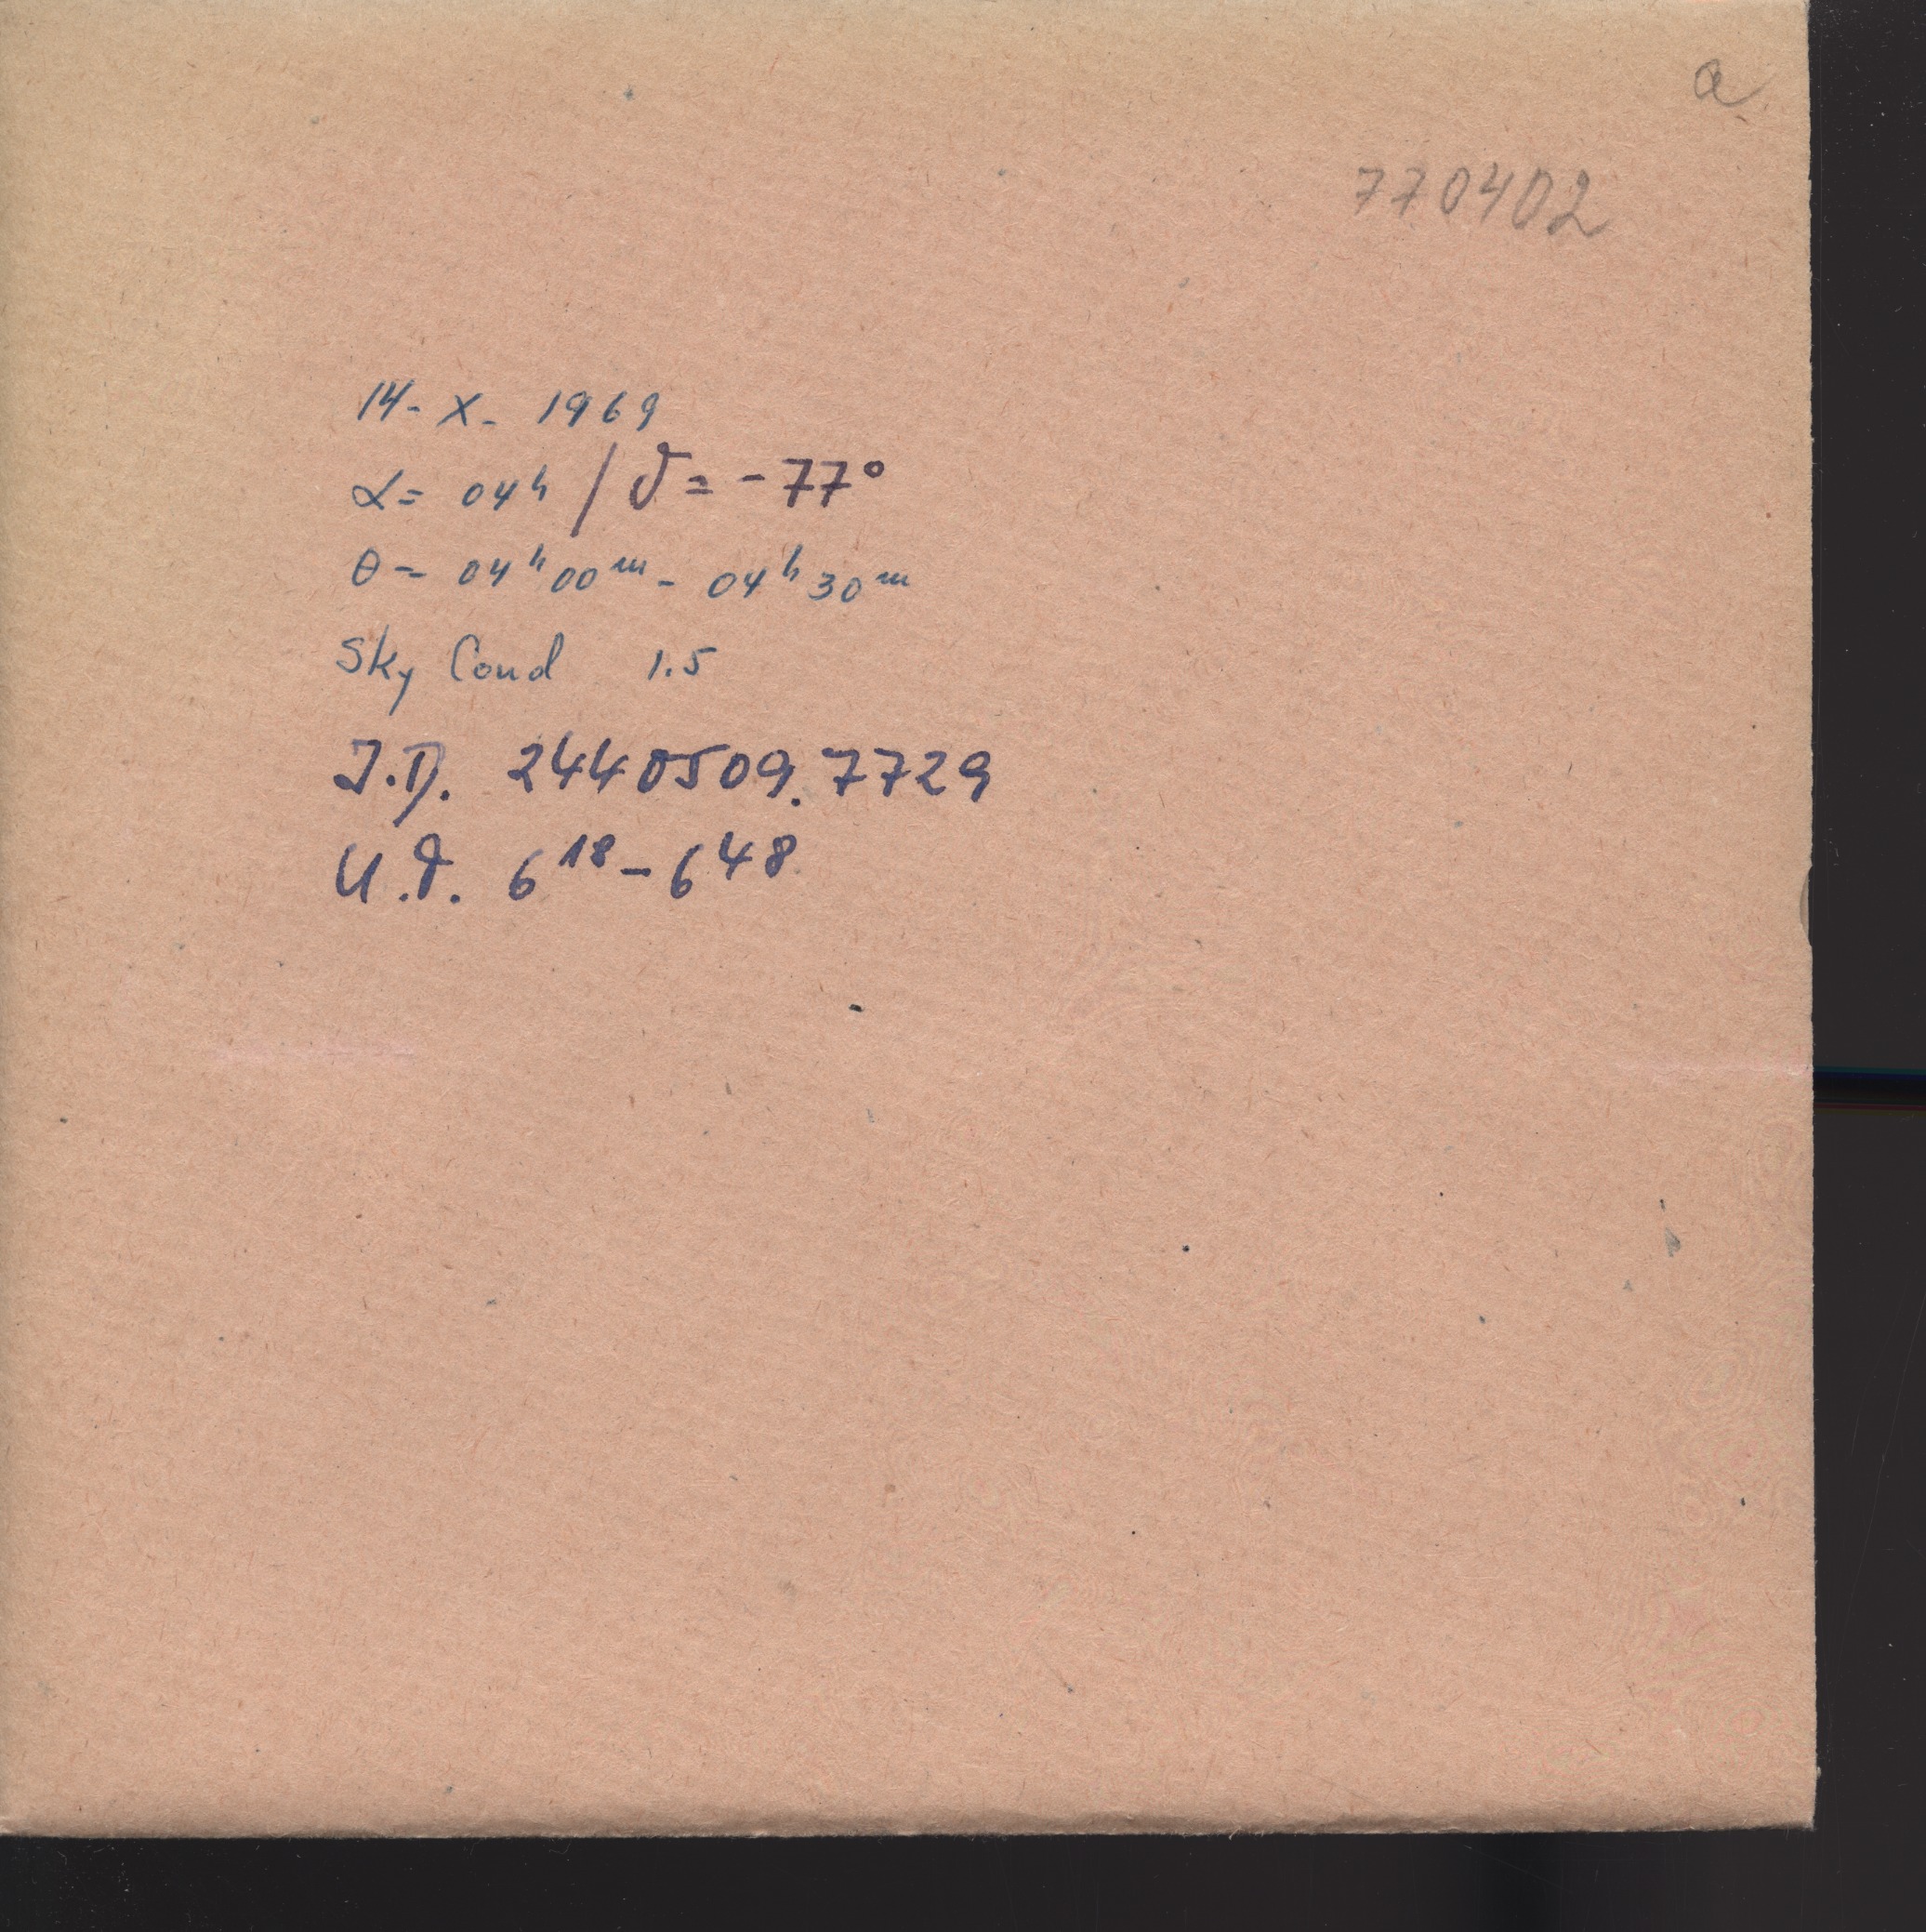 a
770402
14-X-1969
α= 04ʰ / δ= -77°
θ= 04ʰ00ᵐ - 04ʰ30ᵐ
Sky Cond 1.5
J.D. 2440509.7729
U.T. 6¹⁸-6⁴⁸